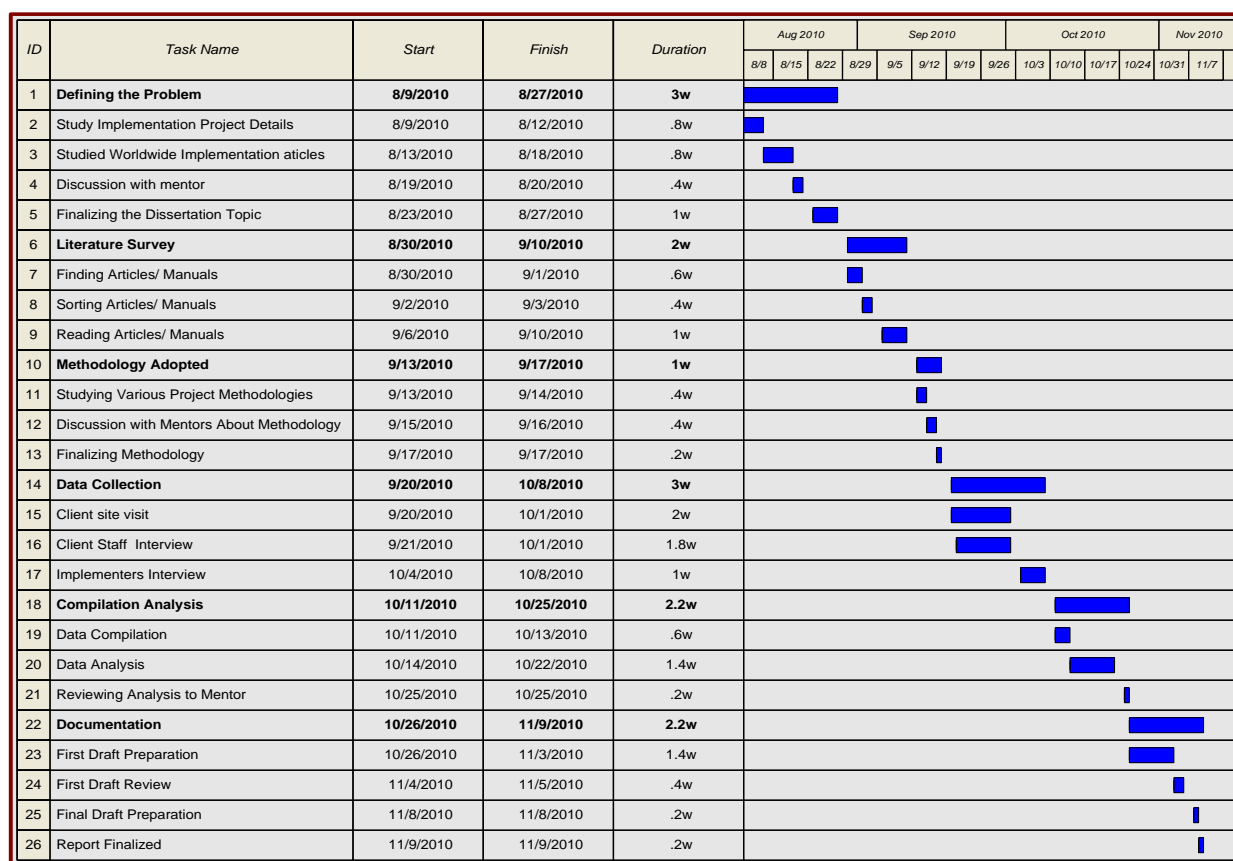 ID Task Name Start Finish Duration Aug 2010 Sep 2010 Oct 2010 Nov 2010
8/8 8/15 8/22 8/29 9/5 9/12 9/19 9/26 10/3 10/10 10/17 10/24 10/31 11/7
1 Defining the Problem 8/9/2010 8/27/2010 3w
2 Study Implementation Project Details 8/9/2010 8/12/2010 .8w
3 Studied Worldwide Implementation aticles 8/13/2010 8/18/2010 .8w
4 Discussion with mentor 8/19/2010 8/20/2010 .4w
5 Finalizing the Dissertation Topic 8/23/2010 8/27/2010 1w
6 Literature Survey 8/30/2010 9/10/2010 2w
7 Finding Articles/ Manuals 8/30/2010 9/1/2010 .6w
8 Sorting Articles/ Manuals 9/2/2010 9/3/2010 .4w
9 Reading Articles/ Manuals 9/6/2010 9/10/2010 1w
10 Methodology Adopted 9/13/2010 9/17/2010 1w
11 Studying Various Project Methodologies 9/13/2010 9/14/2010 .4w
12 Discussion with Mentors About Methodology 9/15/2010 9/16/2010 .4w
13 Finalizing Methodology 9/17/2010 9/17/2010 .2w
14 Data Collection 9/20/2010 10/8/2010 3w
15 Client site visit 9/20/2010 10/1/2010 2w
16 Client Staff Interview 9/21/2010 10/1/2010 1.8w
17 Implementers Interview 10/4/2010 10/8/2010 1w
18 Compilation Analysis 10/11/2010 10/25/2010 2.2w
19 Data Compilation 10/11/2010 10/13/2010 .6w
20 Data Analysis 10/14/2010 10/22/2010 1.4w
21 Reviewing Analysis to Mentor 10/25/2010 10/25/2010 .2w
22 Documentation 10/26/2010 11/9/2010 2.2w
23 First Draft Preparation 10/26/2010 11/3/2010 1.4w
24 First Draft Review 11/4/2010 11/5/2010 .4w
25 Final Draft Preparation 11/8/2010 11/8/2010 .2w
26 Report Finalized 11/9/2010 11/9/2010 .2w